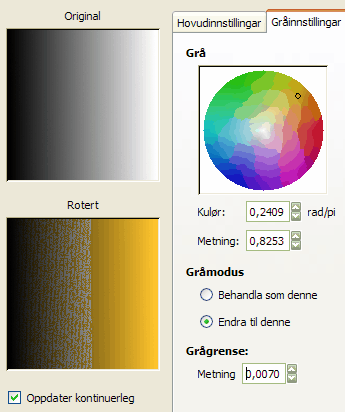 Original
Rotert
Oppdater kontinuerleg
Hovudinnstillingar
Gråinnstillingar
Grå
Kulør: 0,2409 rad/pi
Metning: 0,8253
Gråmodus
Behandla som denne
Endra til denne
Grågrense:
Metning 0,0070